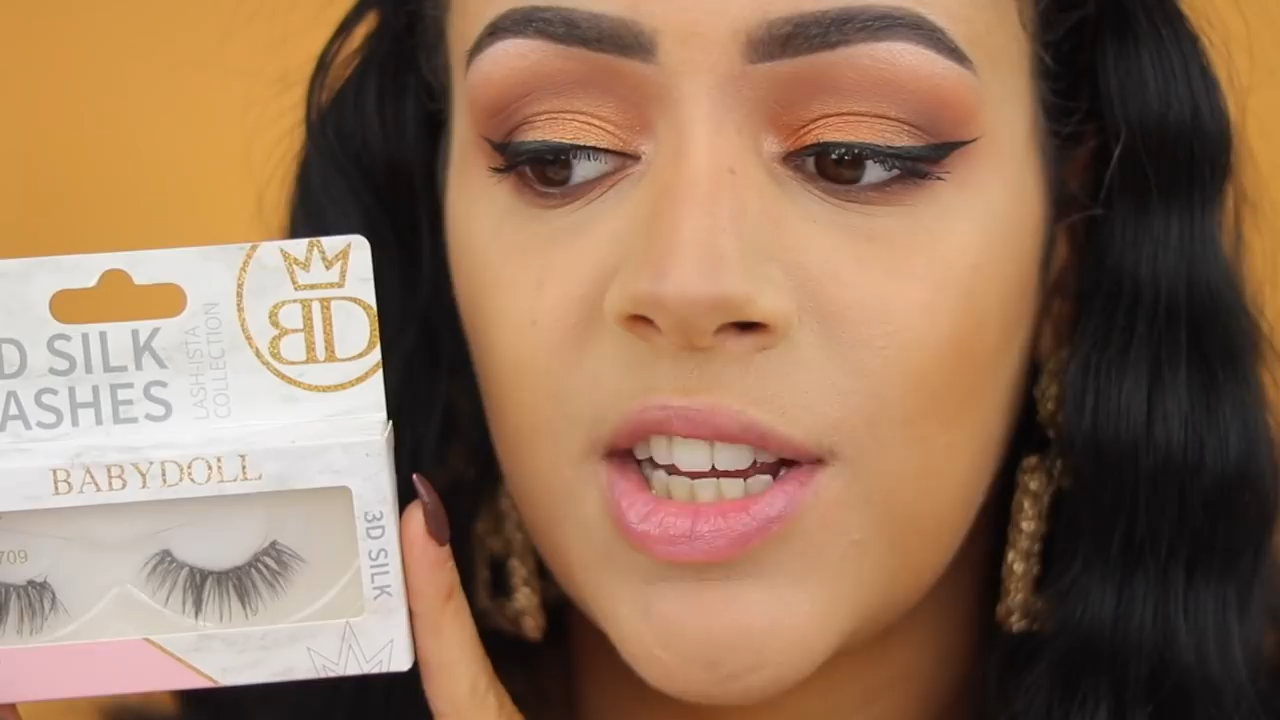 D SILK
ASHES
LASH-ISTA
COLLECTION
BD
BABYDOLL
709
3D SILK